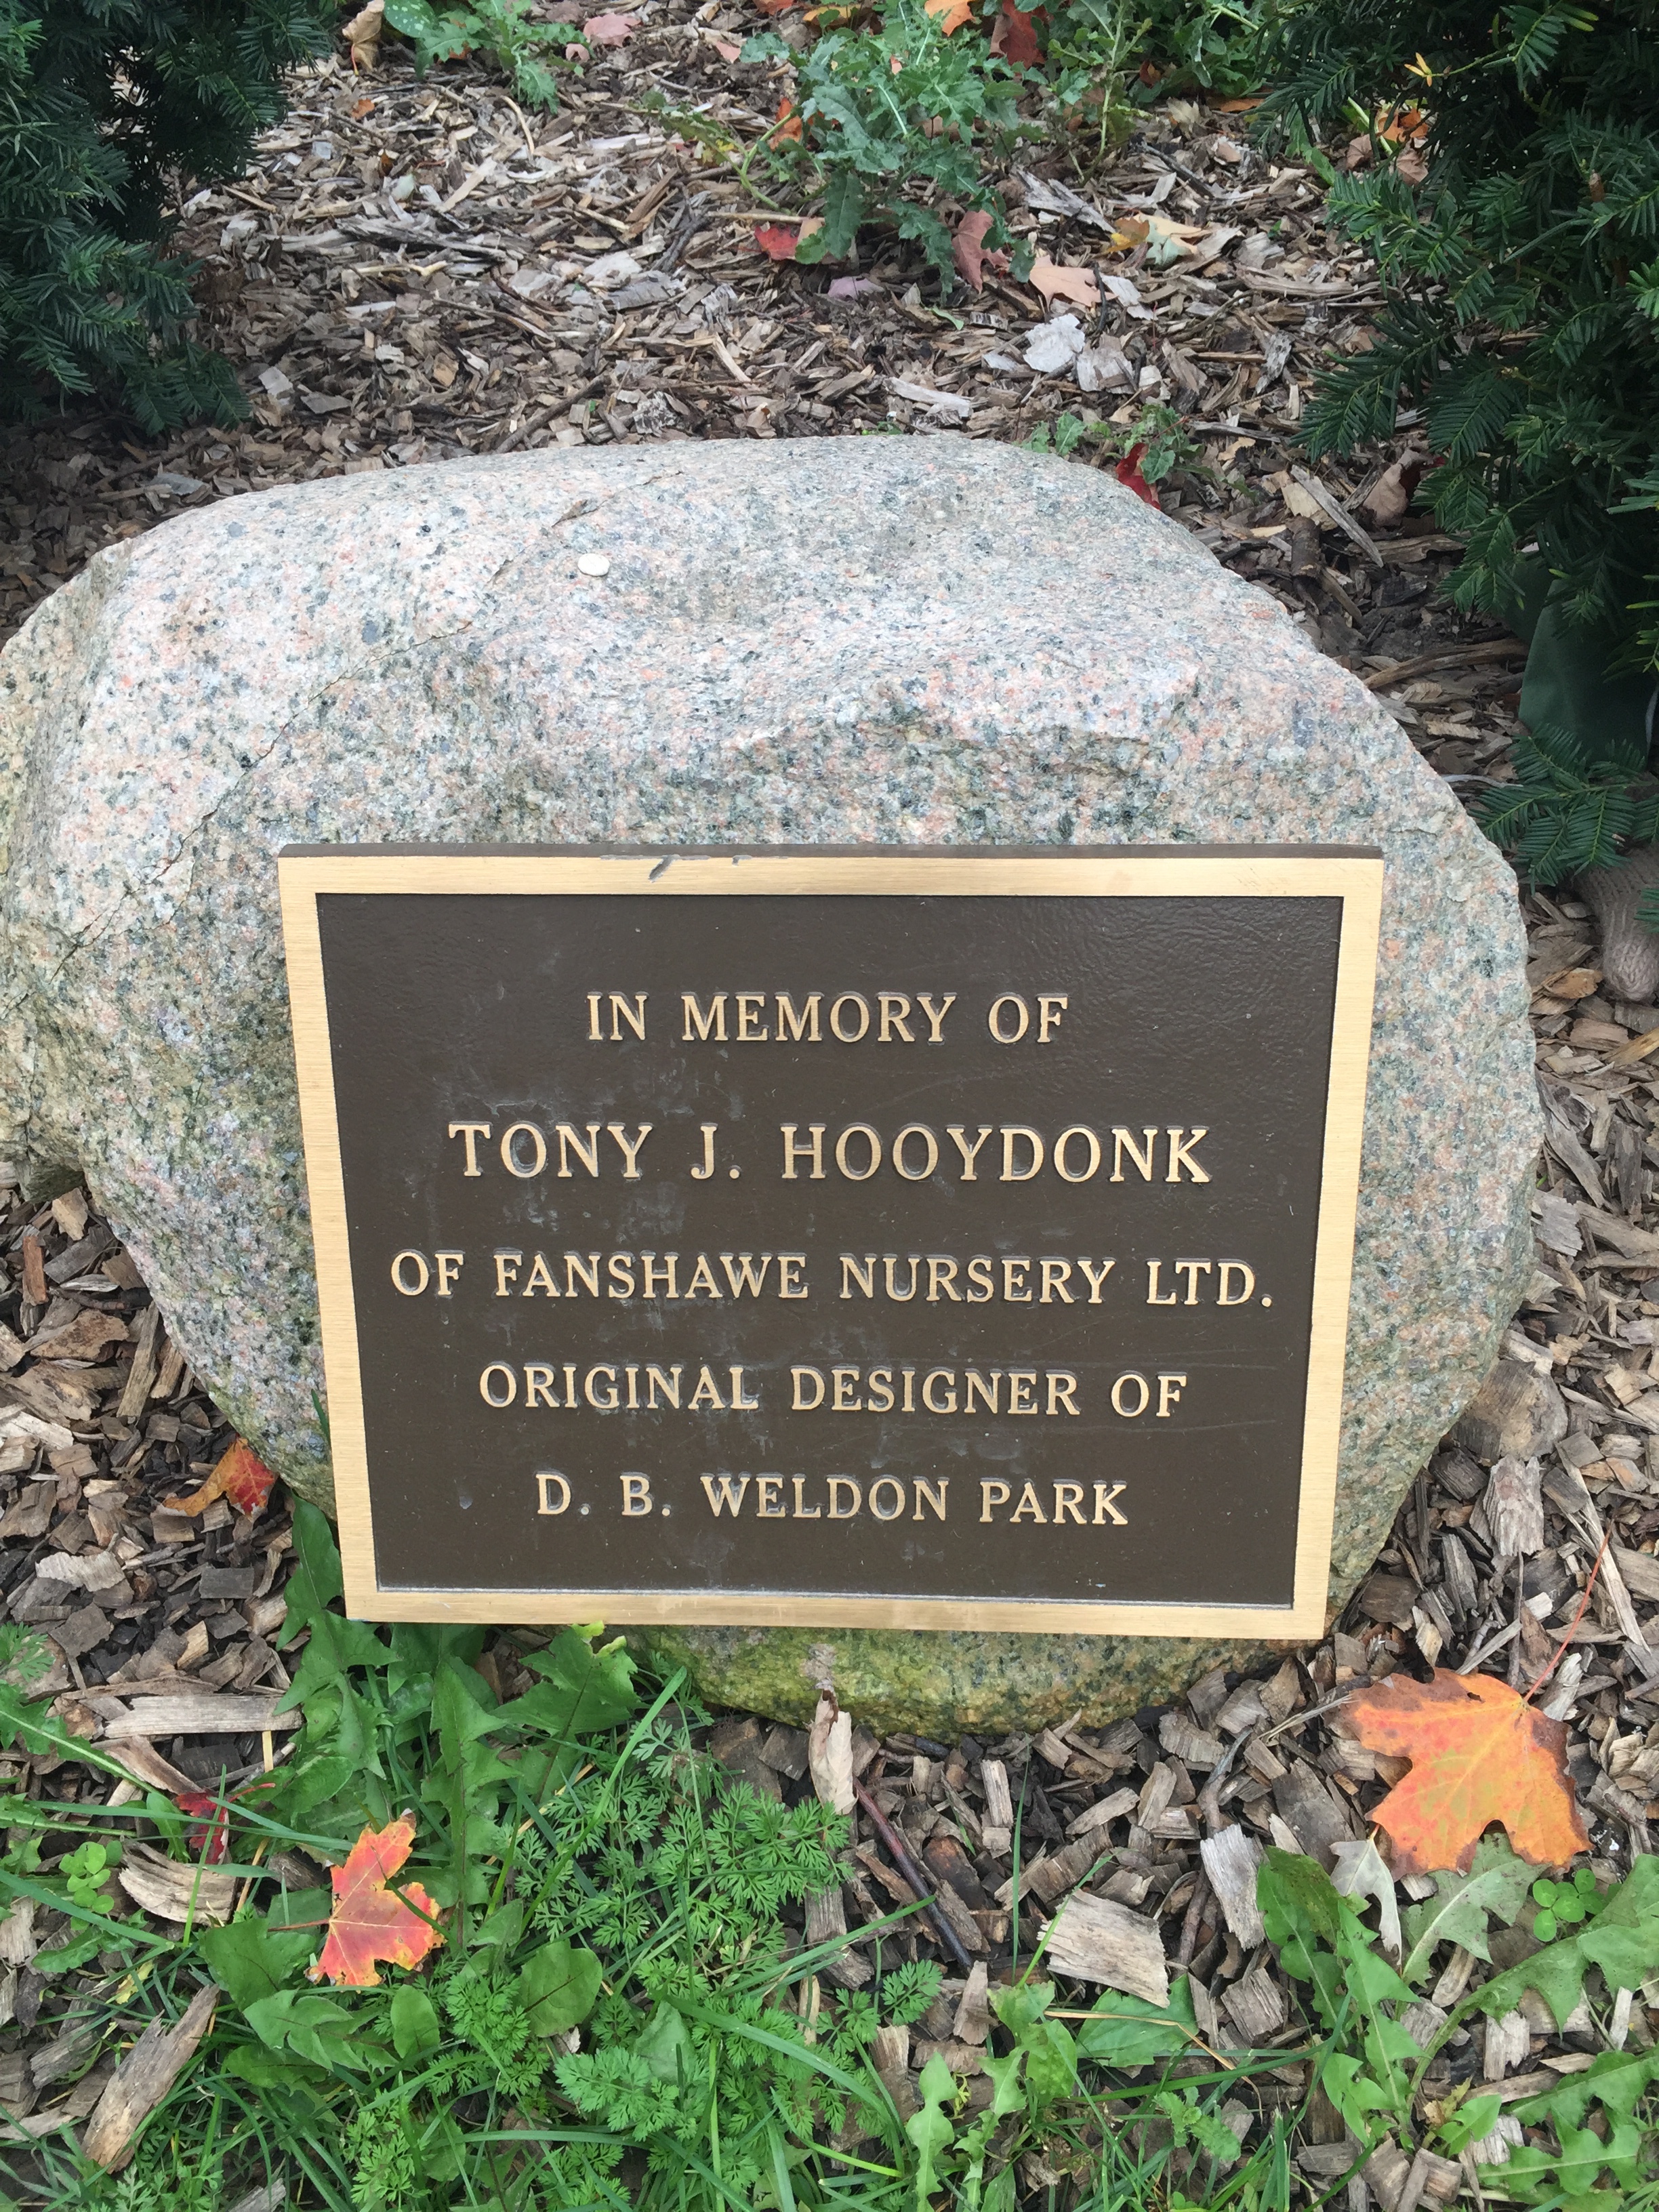 IN MEMORY OF
TONY J. HOOYDONK
OF FANSHAWE NURSERY LTD.
ORIGINAL DESIGNER OF
D. B. WELDON PARK